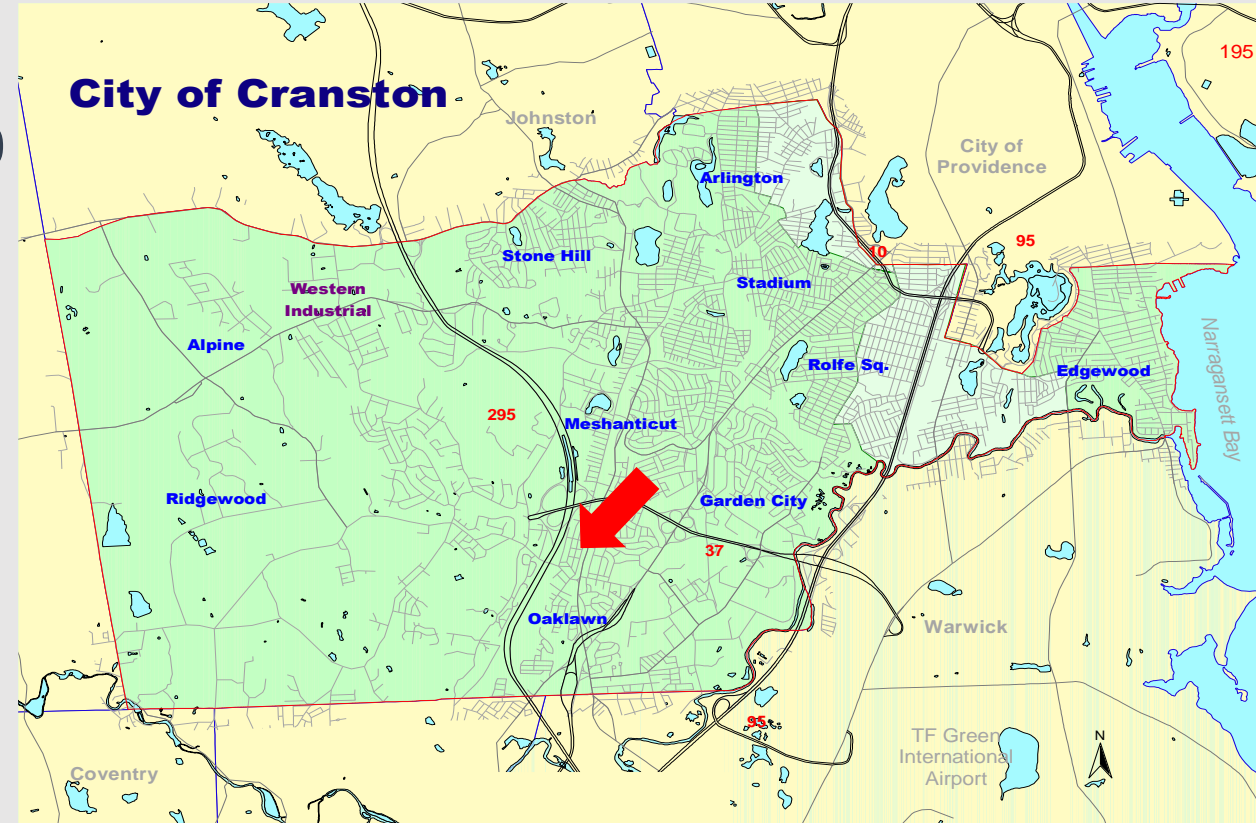 195
City of Cranston
Johnston
City of
Providence
Arlington
10
95
Stone Hill
Stadium
Western
Industrial
Alpine
Rolfe Sq.
Edgewood
Narragansett Bay
295
Meshanticut
Ridgewood
Garden City
37
Oaklawn
Warwick
95
TF Green
International
Airport
N
Coventry